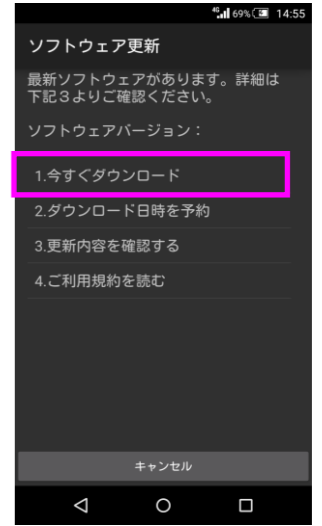 4G 69% 14:55
ソフトウェア更新
最新ソフトウェアがあります。詳細は
下記３よりご確認ください。
ソフトウェアバージョン：
1.今すぐダウンロード
2.ダウンロード日時を予約
3.更新内容を確認する
4.ご利用規約を読む
キャンセル